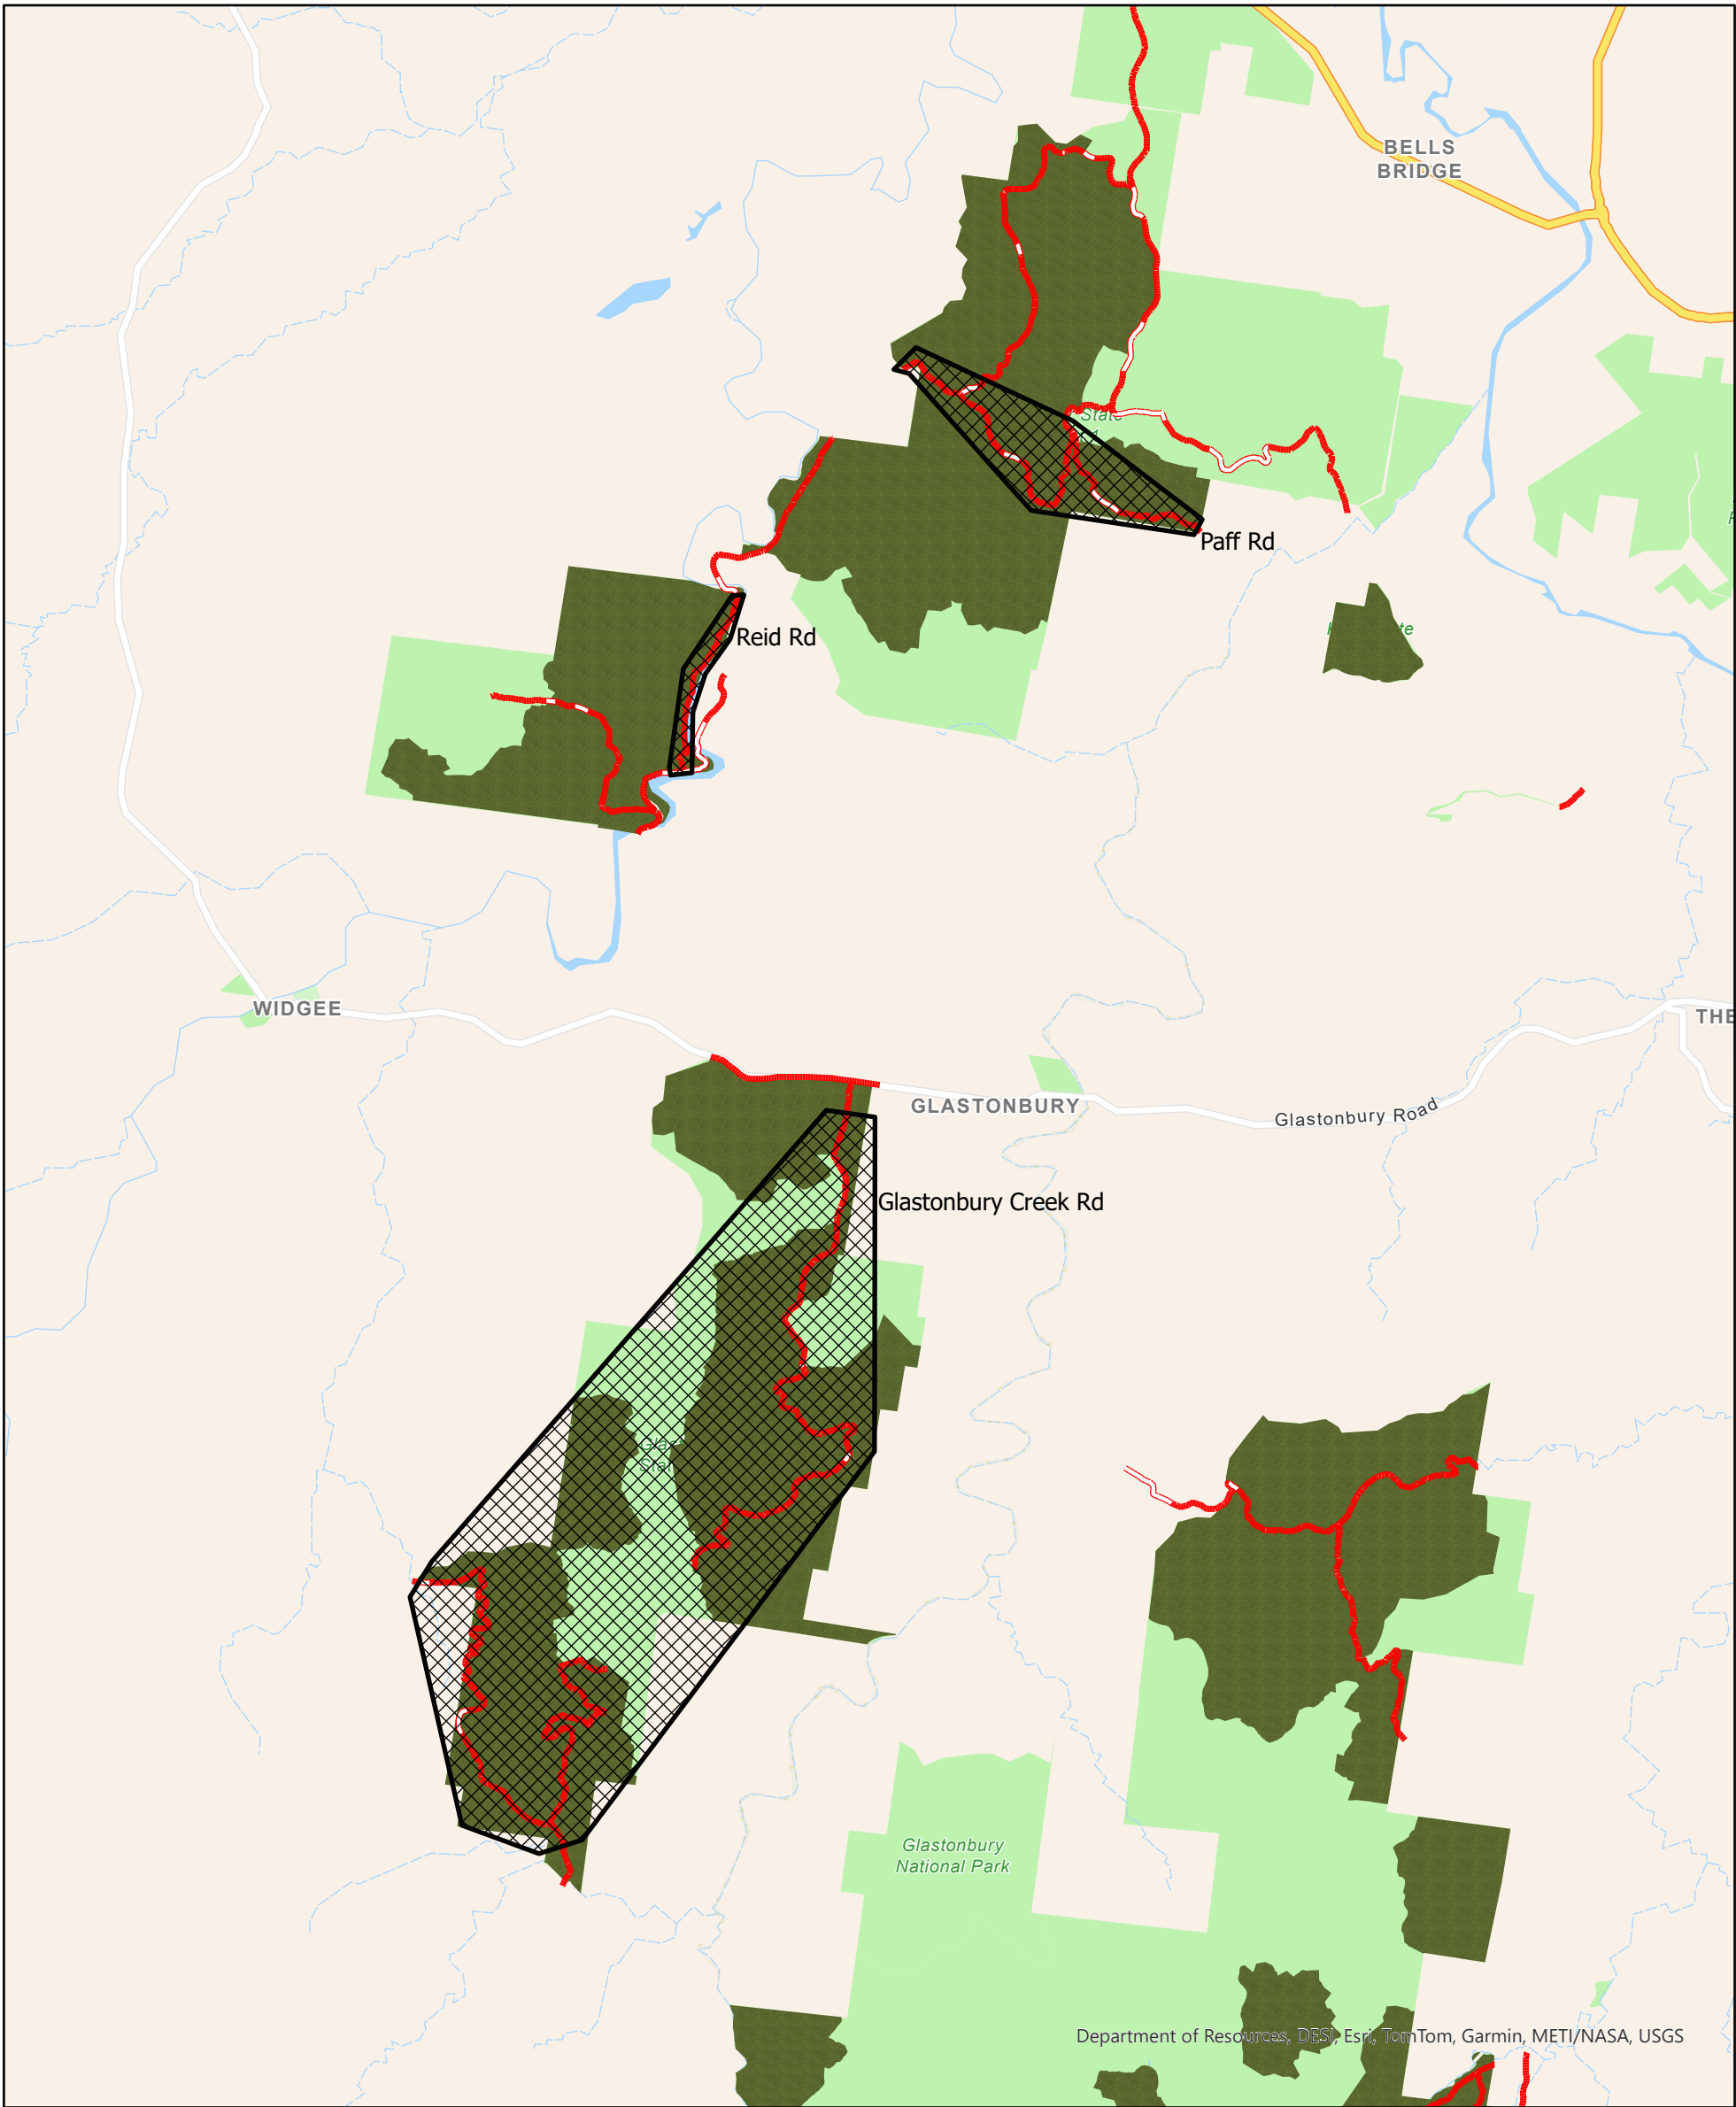 BELLS
BRIDGE
State
Paff Rd
Reid Rd
WIDGEE
THE
GLASTONBURY
Glastonbury Road
Glastonbury Creek Rd
Glastonbury
National Park
Department of Resources, DESI, Esri, TomTom, Garmin, METI/NASA, USGS